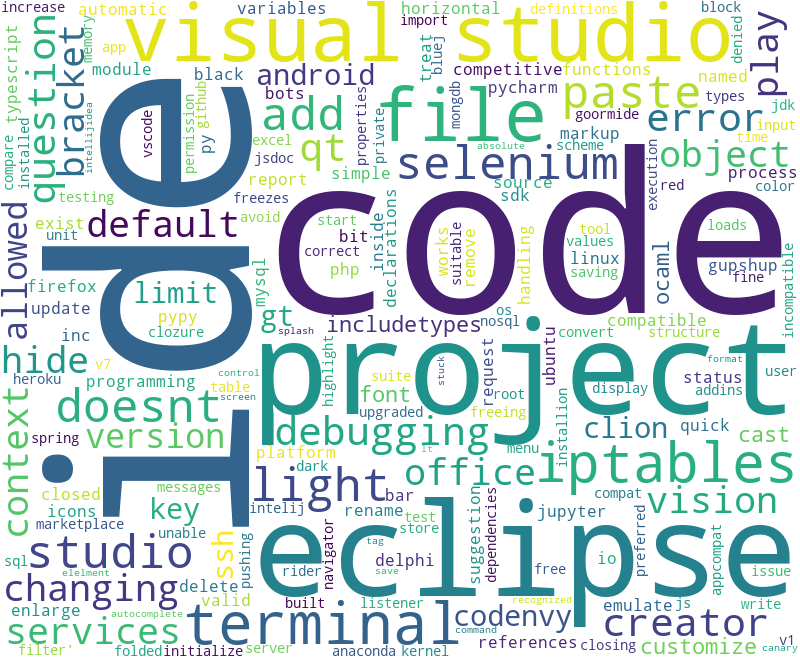 increase
automatic
variables
horizontal
definitions
block
visual studio
typescript
question
bracket
module
black
android
import
treat
bluej
competitive
functions
denied
play
memory
app
bots
add
file
pycharm
paste
named
types
jdk
compare
installed
intellijidea
vscode
permission
github
py
excel
jsdoc
properties
private
mongodb
goormide
error
input
time
ide
qt
simple
selenium
absolute
markup
scheme
object
testing
report
freezes
source
sdk
execution
process
red
color
exist
unit
default
avoid
start
correct
bit
php
inside
declarations
code
works
remove
suitable
handling
tool
values
linux
saving
loads
gupshup
fine
ocaml
incompatible
allowed
firefox
update
limit
mysql
gt
os
nosql
compatible
inc
pypy
clozure
splash
includetypes
convert
structure
hide
v7
heroku
programming
control
table
screen
highlight
project
request
ubuntu
format
stuck
suite
font
root
display
status
addins
user
context
spring
doesnt
version
upgraded
freeing
debugging
menu
installion
clion
quick
cast
platform
dark
lt
closed
icons
messages
key
light
intelij
bar
office
iptables
marketplace
unable
ssh
pushing
rename
store
test
suggestion
dependencies
jupyter
compat
vision
sql
studio
elelment
navigator
tag
delphi
eclipse
io
preferred
appcompat
issue
changing
delete
rider
save
free
enlarge
autocomplete
valid
built
listener
recognized
emulate
js
write
services
terminal
codenvy
command
creator
filter'
folded
initialize
server
anaconda
kernel
references
closing
customize
v1
canary